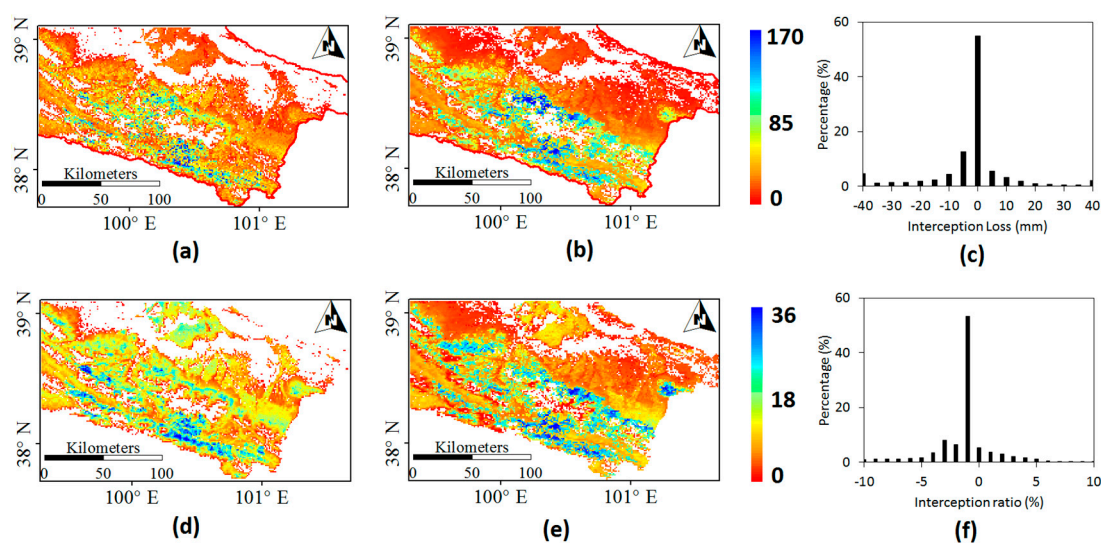 39° N
38° N
N
Kilometers
0 50 100
100° E 101° E
(a)
39° N
38° N
N
Kilometers
0 50 100
100° E 101° E
(b)
170
85
0
Percentage (%)
60
40
20
0
-40 -30 -20 -10 0 10 20 30 40
Interception Loss (mm)
(c)
39° N
38° N
N
Kilometers
0 50 100
100° E 101° E
(d)
39° N
38° N
N
Kilometers
0 50 100
100° E 101° E
(e)
36
18
0
Percentage (%)
60
40
20
0
-10 -5 0 5 10
Interception ratio (%)
(f)